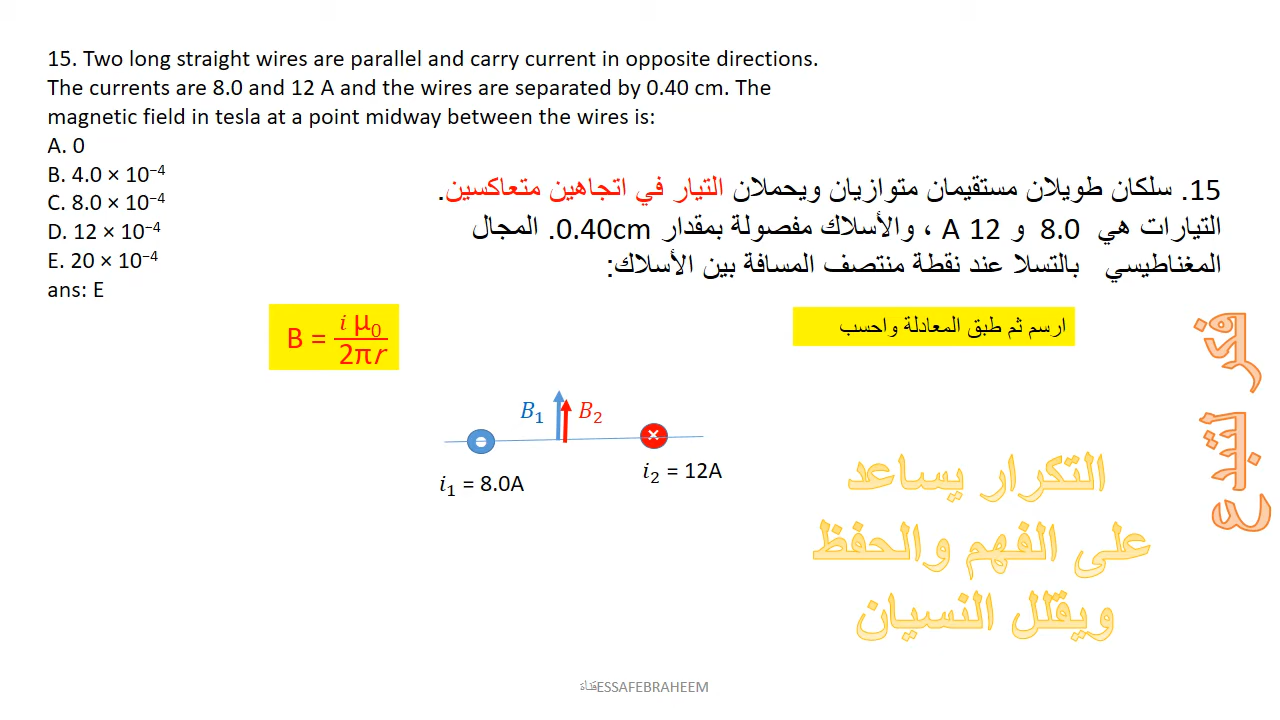 15. Two long straight wires are parallel and carry current in opposite directions.
The currents are 8.0 and 12 A and the wires are separated by 0.40 cm. The
magnetic field in tesla at a point midway between the wires is:
A. 0
B. 4.0 × 10⁻⁴
C. 8.0 × 10⁻⁴
D. 12 × 10⁻⁴
E. 20 × 10⁻⁴
ans: E
15. سلكان طويلان مستقيمان متوازيان ويحملان التيار في اتجاهين متعاكسين.
التيارات هي 8.0 و 12 A ، والأسلاك مفصولة بمقدار 0.40cm. المجال
المغناطيسي بالتسلا عند نقطة منتصف المسافة بين الأسلاك:
B = i μ₀ / 2πr
ارسم ثم طبق المعادلة واحسب
B₁ B₂
×
i₁ = 8.0A
i₂ = 12A
فكر لتبدع
التكرار يساعد
على الفهم والحفظ
ويقلل النسيان
قناة ESSAFEBRAHEEM